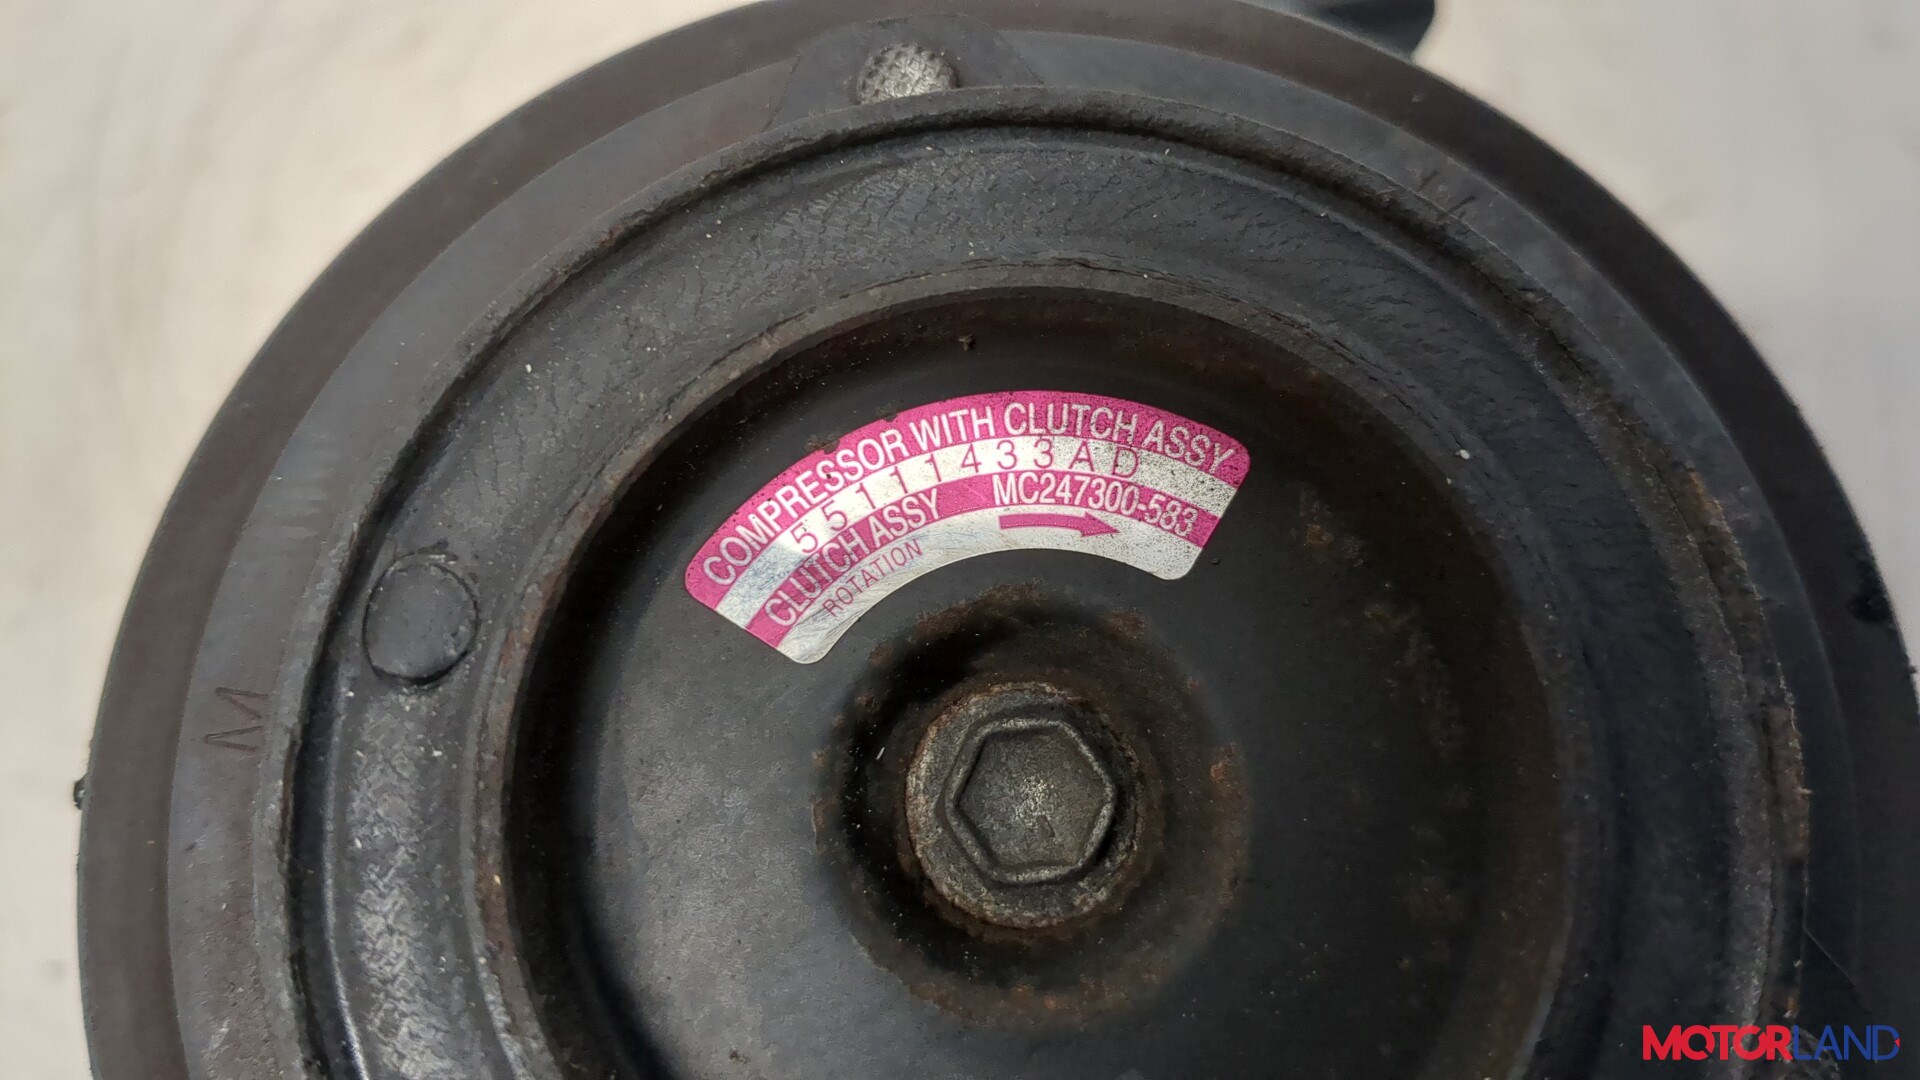 COMPRESSOR WITH CLUTCH ASSY
55111433AD
CLUTCH ASSY MC247300-583
ROTATION
M
MOTORLAND